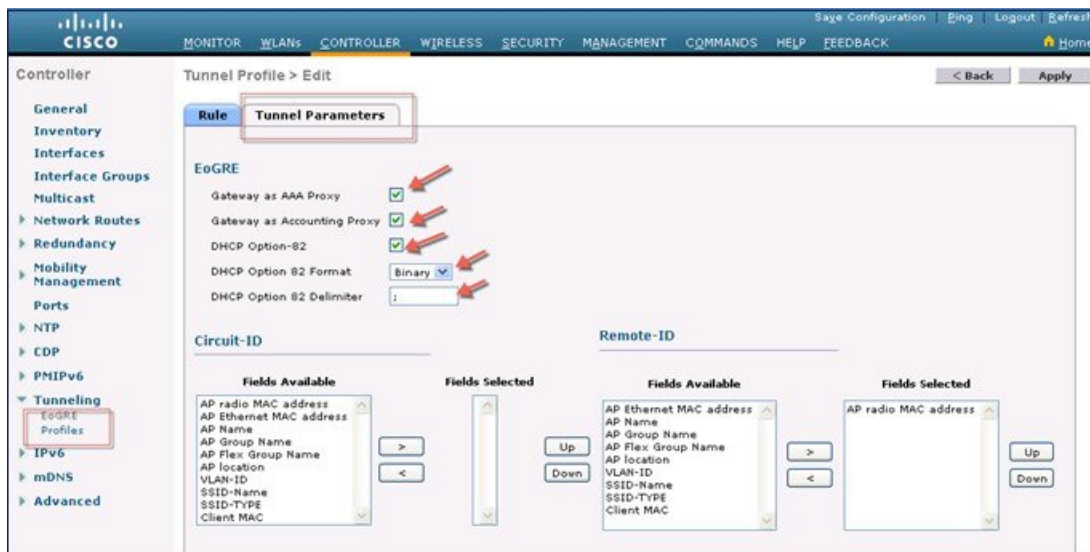 Save Configuration | Ping | Logout | Refresh
CISCO
MONITOR WLANs CONTROLLER WIRELESS SECURITY MANAGEMENT COMMANDS HELP FEEDBACK Home
Controller
General
Inventory
Interfaces
Interface Groups
Multicast
Network Routes
Redundancy
Mobility Management
Ports
NTP
CDP
PMIPv6
Tunneling
EoGRE
Profiles
IPv6
mDNS
Advanced
Tunnel Profile > Edit
< Back Apply
Rule Tunnel Parameters
EoGRE
Gateway as AAA Proxy
Gateway as Accounting Proxy
DHCP Option-82
DHCP Option 82 Format Binary
DHCP Option 82 Delimiter ;
Circuit-ID
Fields Available
AP radio MAC address
AP Ethernet MAC address
AP Name
AP Group Name
AP Flex Group Name
AP location
VLAN-ID
SSID-Name
SSID-TYPE
Client MAC
>
<
Fields Selected
Up
Down
Remote-ID
Fields Available
AP Ethernet MAC address
AP Name
AP Group Name
AP Flex Group Name
AP location
VLAN-ID
SSID-Name
SSID-TYPE
Client MAC
>
<
Fields Selected
AP radio MAC address
Up
Down